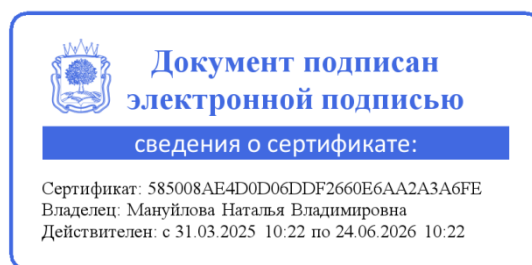 Документ подписан
электронной подписью
сведения о сертификате:
Сертификат: 585008AE4D0D06DDF2660E6AA2A3A6FE
Владелец: Мануйлова Наталья Владимировна
Действителен: с 31.03.2025 10:22 по 24.06.2026 10:22